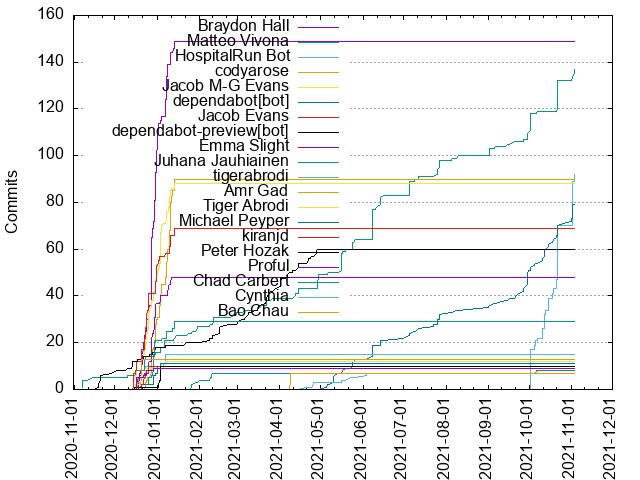 160
140
120
100
80
60
40
20
0
Commits
Braydon Hall
Matteo Vivona
HospitalRun Bot
codyarose
Jacob M-G Evans
dependabot[bot]
Jacob Evans
dependabot-preview[bot]
Emma Slight
Juhana Jauhiainen
tigerabrodi
Amr Gad
Tiger Abrodi
Michael Peyper
kiranjd
Peter Hozak
Proful
Chad Carbert
Cynthia
Bao Chau
2020-11-01
2020-12-01
2021-01-01
2021-02-01
2021-03-01
2021-04-01
2021-05-01
2021-06-01
2021-07-01
2021-08-01
2021-09-01
2021-10-01
2021-11-01
2021-12-01